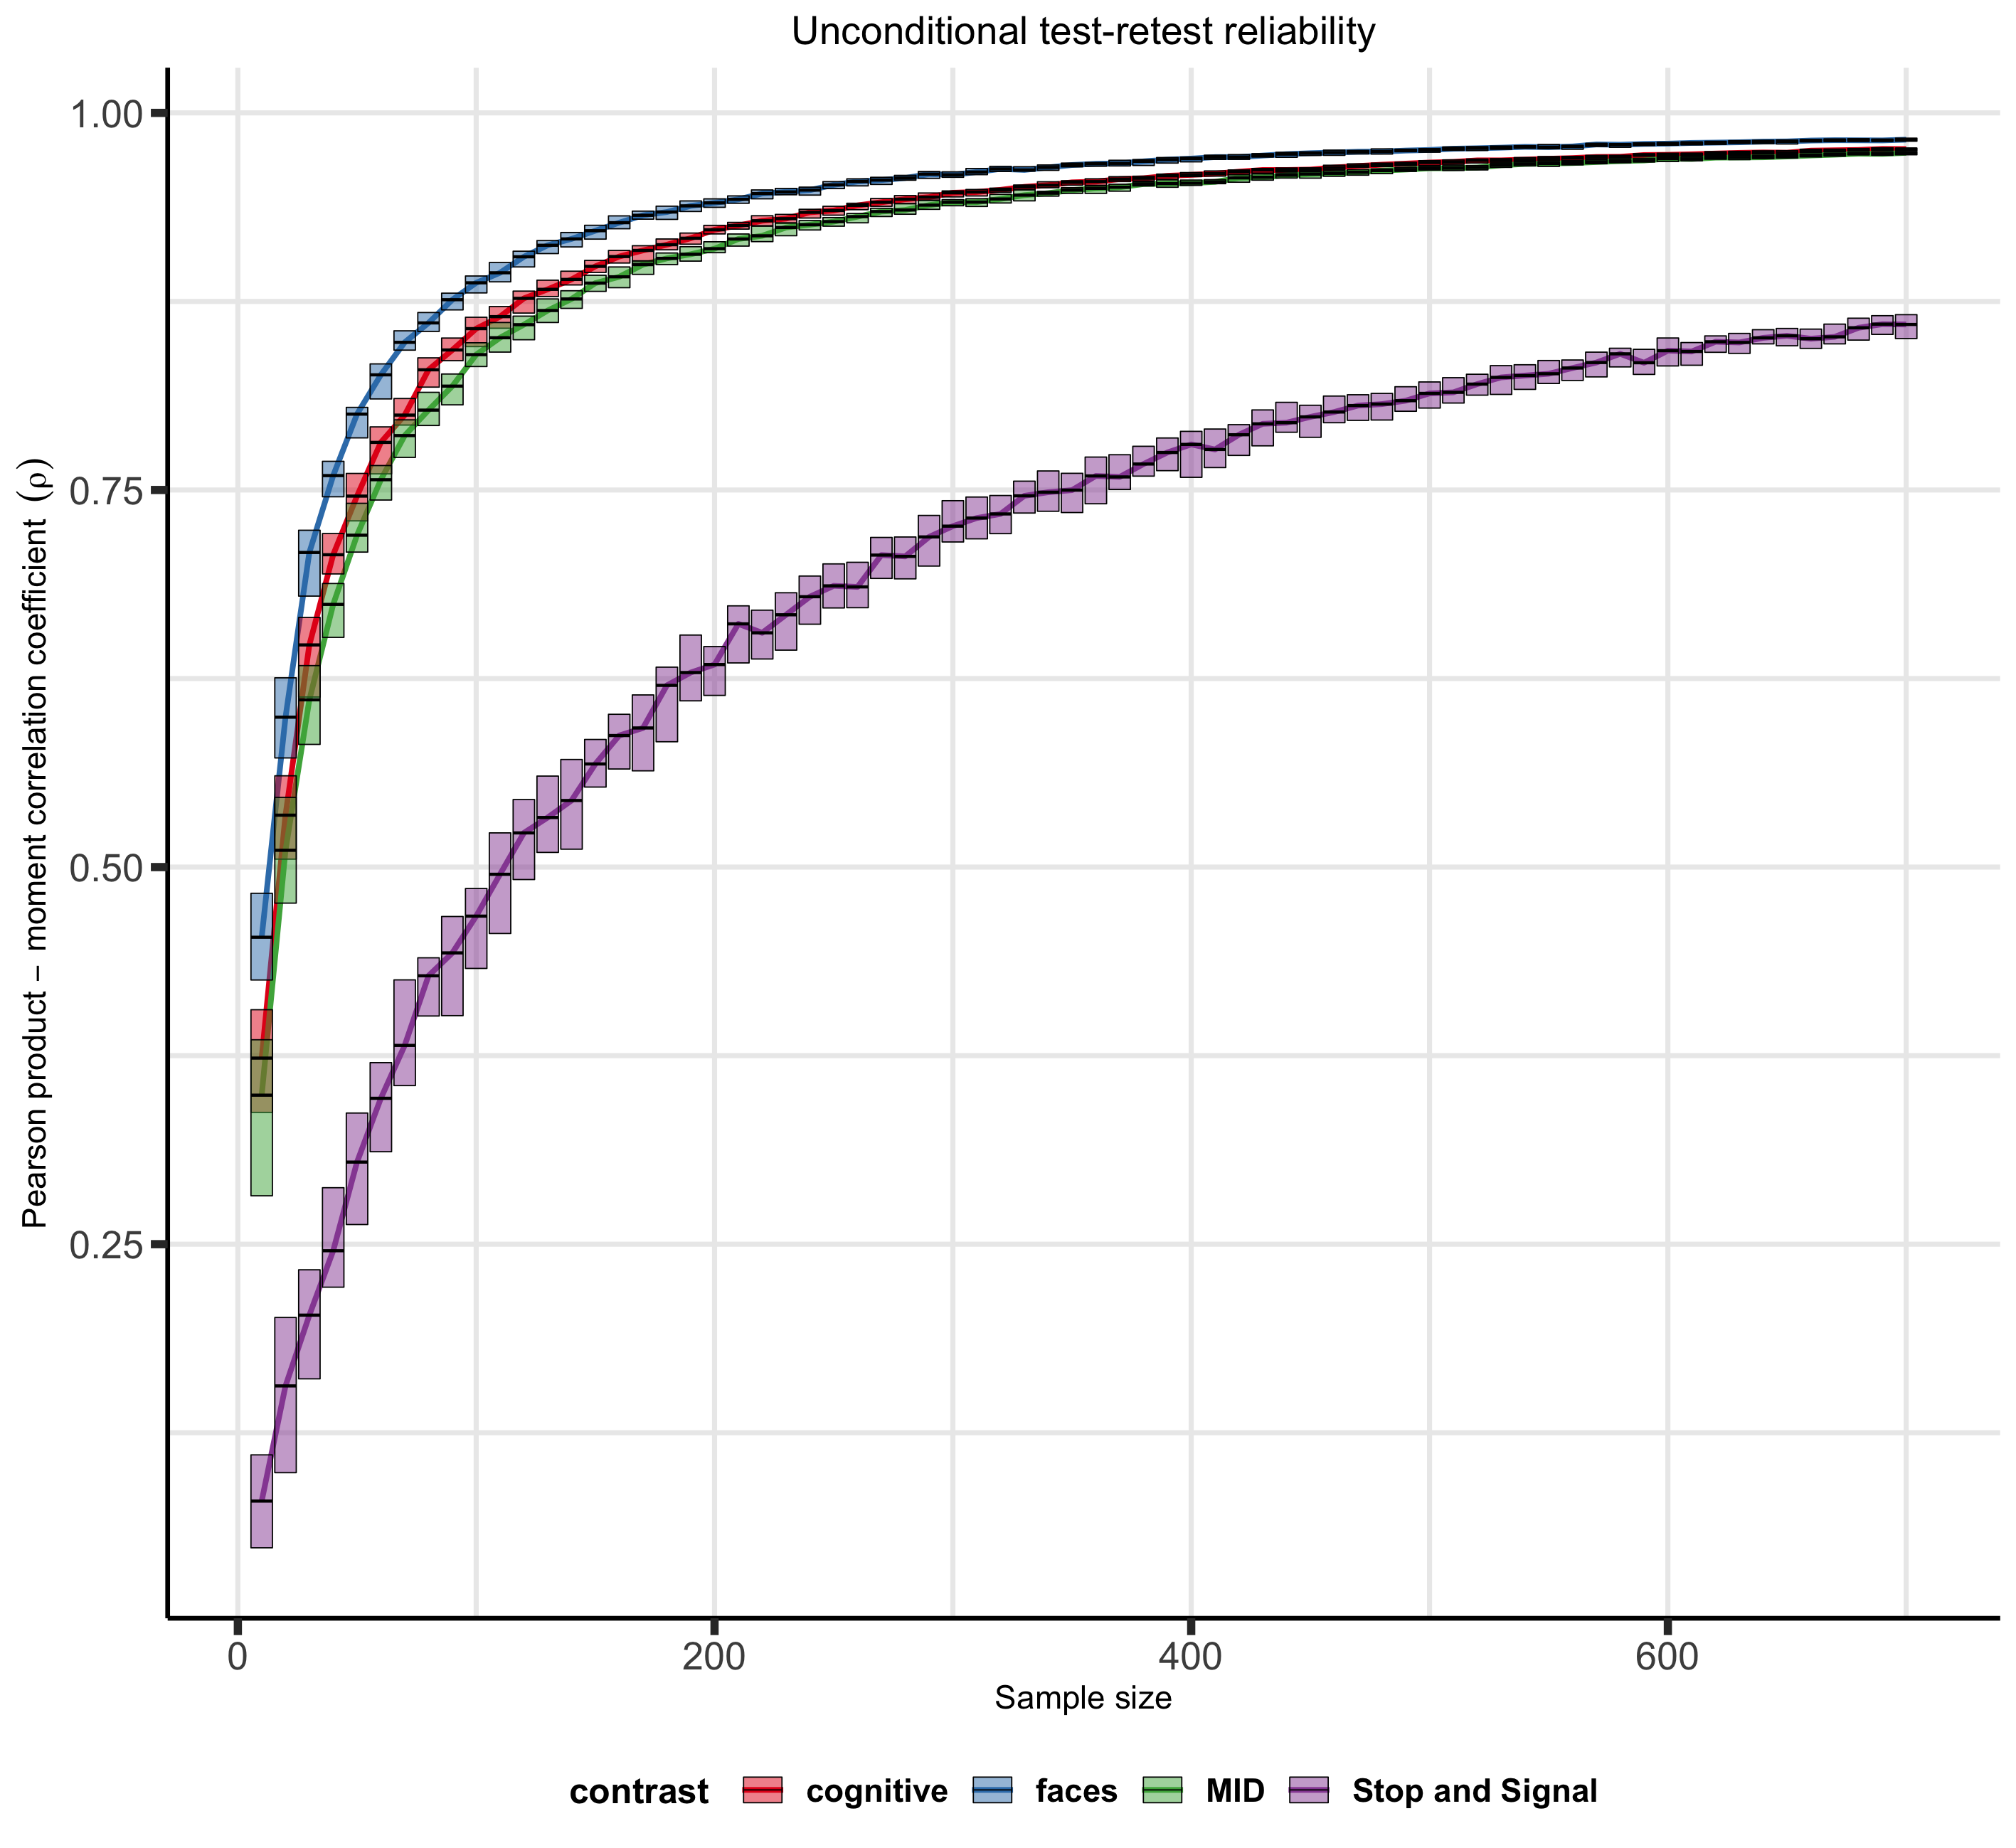 Unconditional test-retest reliability
Pearson product − moment correlation coefficient (ρ)
1.00
0.75
0.50
0.25
0
200
400
600
Sample size
contrast cognitive faces MID Stop and Signal